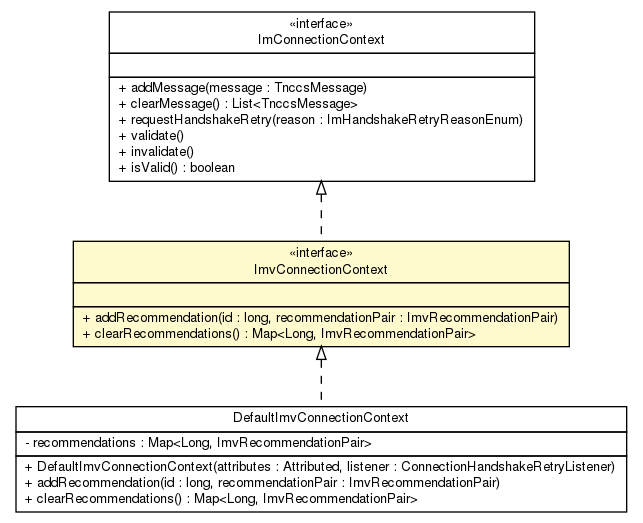 «interface»
ImConnectionContext
+ addMessage(message : TnccsMessage)
+ clearMessage() : List<TnccsMessage>
+ requestHandshakeRetry(reason : ImHandshakeRetryReasonEnum)
+ validate()
+ invalidate()
+ isValid() : boolean
«interface»
ImvConnectionContext
+ addRecommendation(id : long, recommendationPair : ImvRecommendationPair)
+ clearRecommendations() : Map<Long, ImvRecommendationPair>
DefaultImvConnectionContext
- recommendations : Map<Long, ImvRecommendationPair>
+ DefaultImvConnectionContext(attributes : Attributed, listener : ConnectionHandshakeRetryListener)
+ addRecommendation(id : long, recommendationPair : ImvRecommendationPair)
+ clearRecommendations() : Map<Long, ImvRecommendationPair>